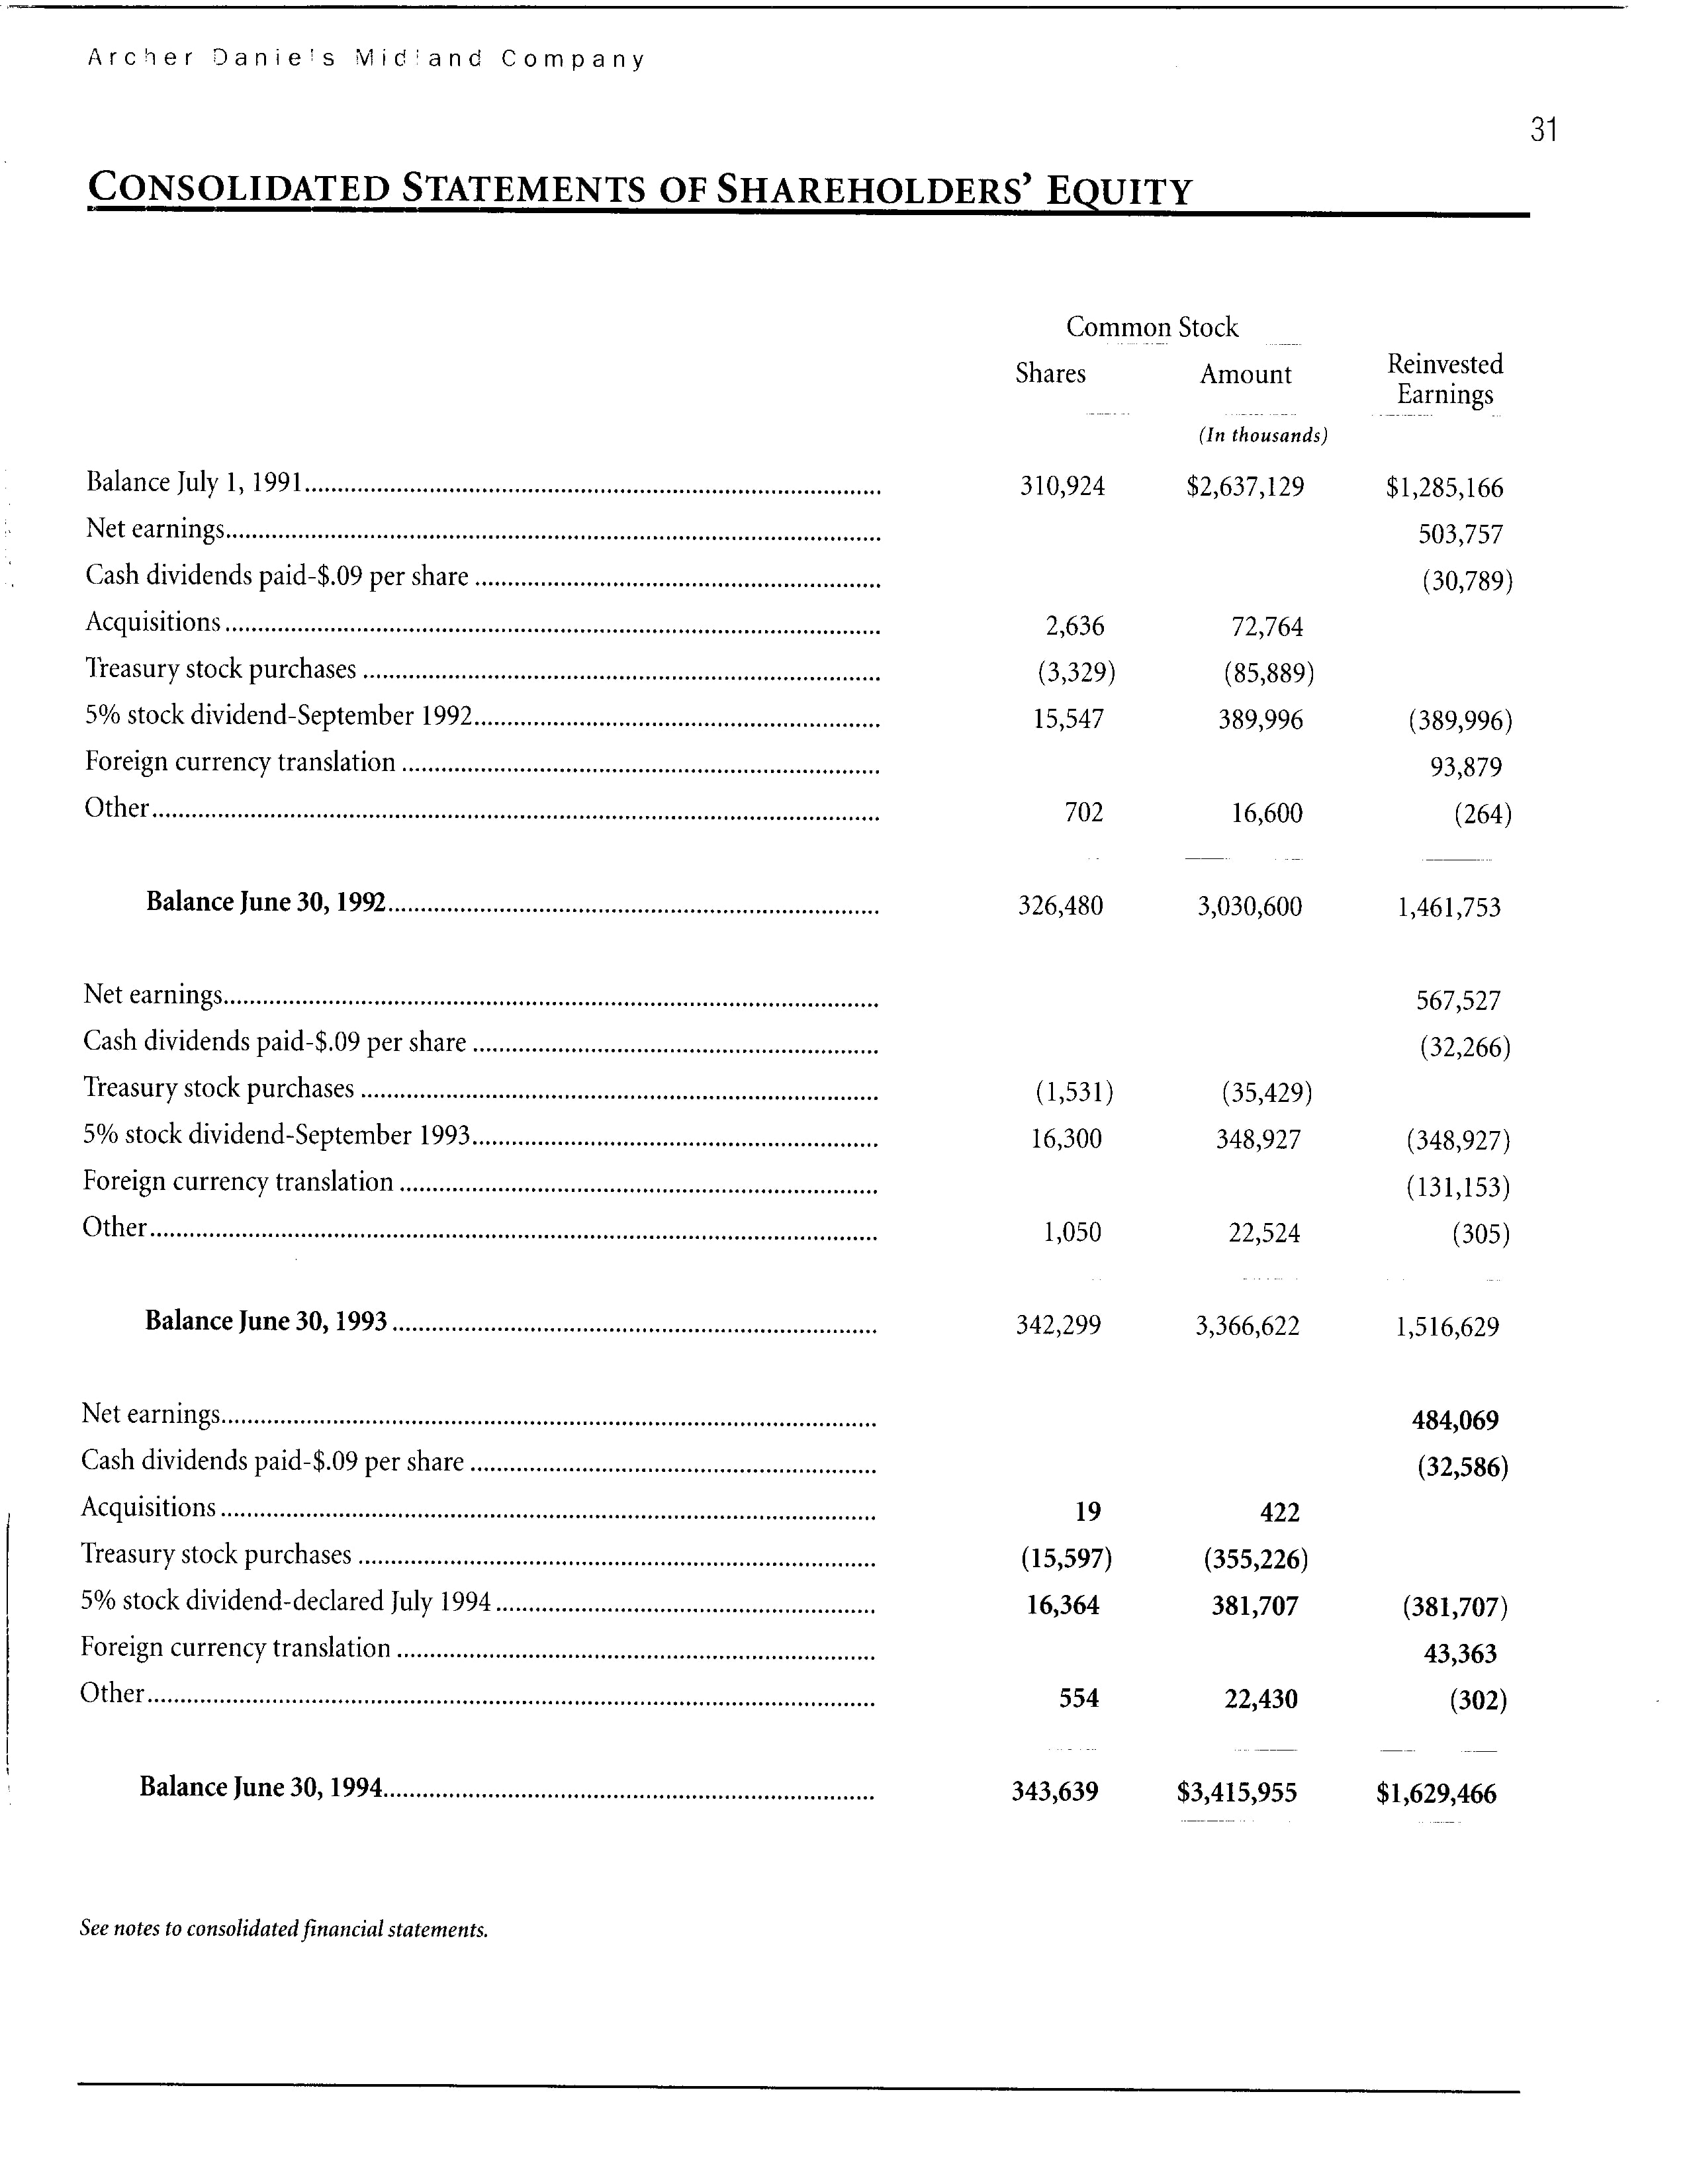 Archer Daniels Midland Company
31
CONSOLIDATED STATEMENTS OF SHAREHOLDERS' EQUITY
Common Stock
Shares Amount Reinvested Earnings
(In thousands)
Balance July 1, 1991 310,924 $2,637,129 $1,285,166
Net earnings 503,757
Cash dividends paid-$.09 per share (30,789)
Acquisitions 2,636 72,764
Treasury stock purchases (3,329) (85,889)
5% stock dividend-September 1992 15,547 389,996 (389,996)
Foreign currency translation 93,879
Other 702 16,600 (264)
Balance June 30, 1992 326,480 3,030,600 1,461,753
Net earnings 567,527
Cash dividends paid-$.09 per share (32,266)
Treasury stock purchases (1,531) (35,429)
5% stock dividend-September 1993 16,300 348,927 (348,927)
Foreign currency translation (131,153)
Other 1,050 22,524 (305)
Balance June 30, 1993 342,299 3,366,622 1,516,629
Net earnings 484,069
Cash dividends paid-$.09 per share (32,586)
Acquisitions 19 422
Treasury stock purchases (15,597) (355,226)
5% stock dividend-declared July 1994 16,364 381,707 (381,707)
Foreign currency translation 43,363
Other 554 22,430 (302)
Balance June 30, 1994 343,639 $3,415,955 $1,629,466
See notes to consolidated financial statements.